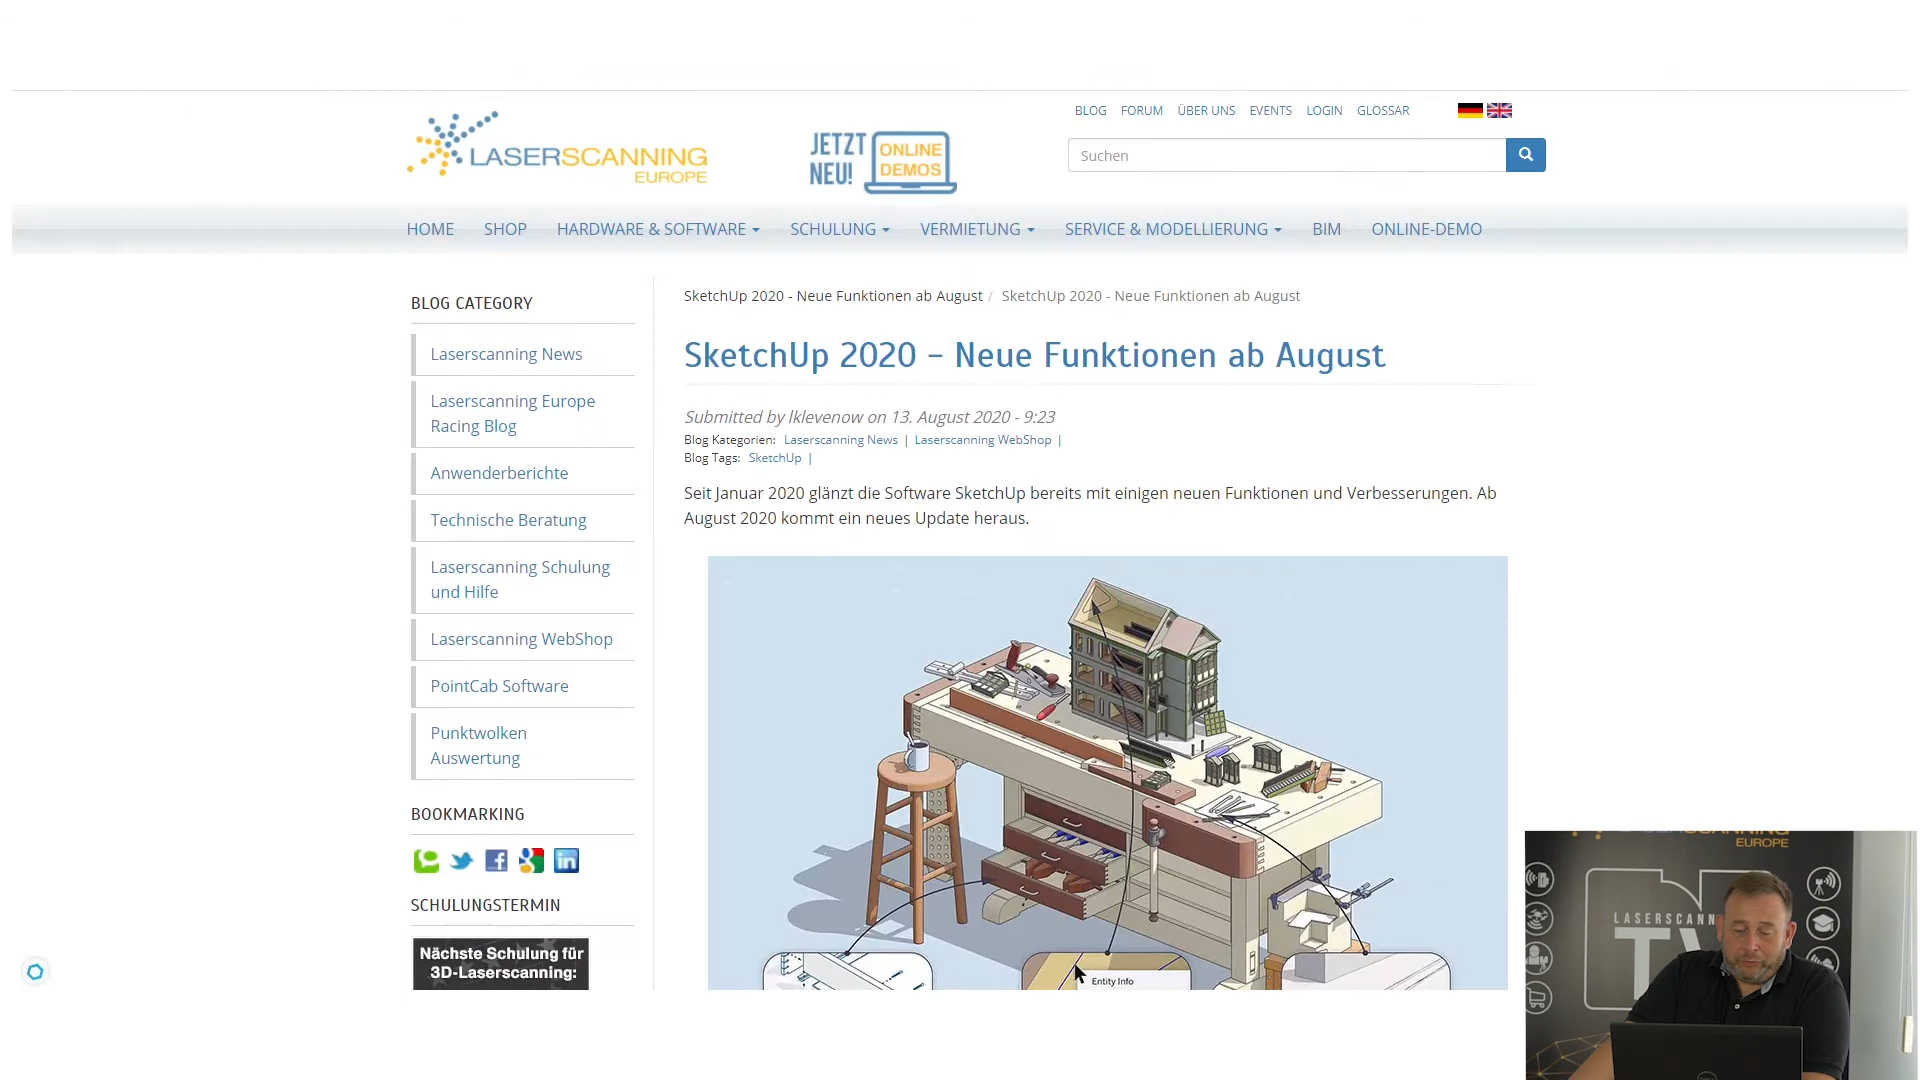 BLOG FORUM ÜBER UNS EVENTS LOGIN GLOSSAR
LASERSCANNING
EUROPE
JETZT
NEU!
ONLINE
DEMOS
Suchen
HOME SHOP HARDWARE & SOFTWARE SCHULUNG VERMIETUNG SERVICE & MODELLIERUNG BIM ONLINE-DEMO
BLOG CATEGORY
Laserscanning News
Laserscanning Europe
Racing Blog
Anwenderberichte
Technische Beratung
Laserscanning Schulung
und Hilfe
Laserscanning WebShop
PointCab Software
Punktwolken
Auswertung
BOOKMARKING
SCHULUNGSTERMIN
Nächste Schulung für
3D-Laserscanning:
SketchUp 2020 - Neue Funktionen ab August / SketchUp 2020 - Neue Funktionen ab August
SketchUp 2020 - Neue Funktionen ab August
Submitted by lklevenow on 13. August 2020 - 9:23
Blog Kategorien: Laserscanning News | Laserscanning WebShop |
Blog Tags: SketchUp |
Seit Januar 2020 glänzt die Software SketchUp bereits mit einigen neuen Funktionen und Verbesserungen. Ab
August 2020 kommt ein neues Update heraus.
Entity Info
EUROPE
LASERSCANN